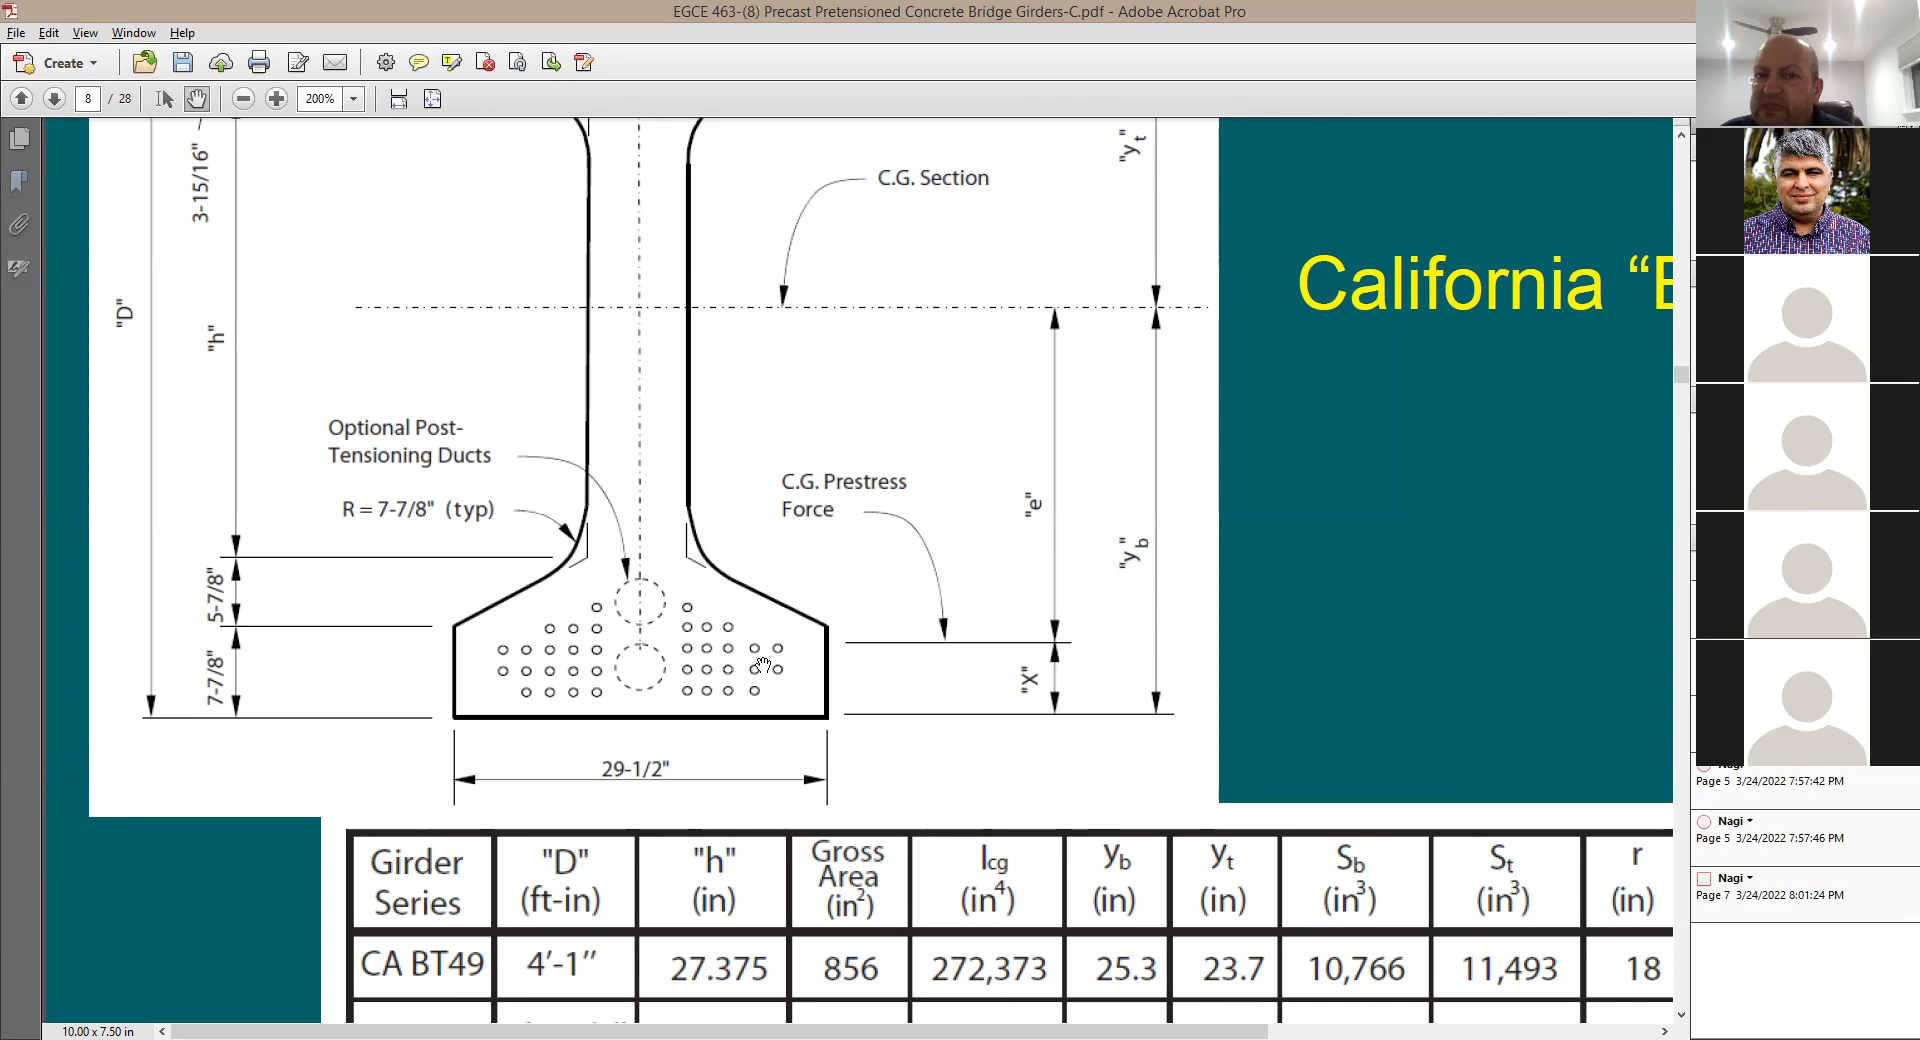 EGCE 463-(8) Precast Pretensioned Concrete Bridge Girders-C.pdf - Adobe Acrobat Pro
File Edit View Window Help
Create
8 / 28 200%
3-15/16"
"yt"
C.G. Section
California “
"D"
"h"
Optional Post-
Tensioning Ducts
R = 7-7/8" (typ)
C.G. Prestress
Force
"e"
"yb"
5-7/8"
7-7/8"
"X"
29-1/2"
Girder Series "D" (ft-in) "h" (in) Gross Area (in²) Icg (in⁴) yb (in) yt (in) Sb (in³) St (in³) r (in)
CA BT49 4'-1'' 27.375 856 272,373 25.3 23.7 10,766 11,493 18
10.00 x 7.50 in
Nagi
Page 5 3/24/2022 7:57:42 PM
Nagi
Page 5 3/24/2022 7:57:46 PM
Nagi
Page 7 3/24/2022 8:01:24 PM